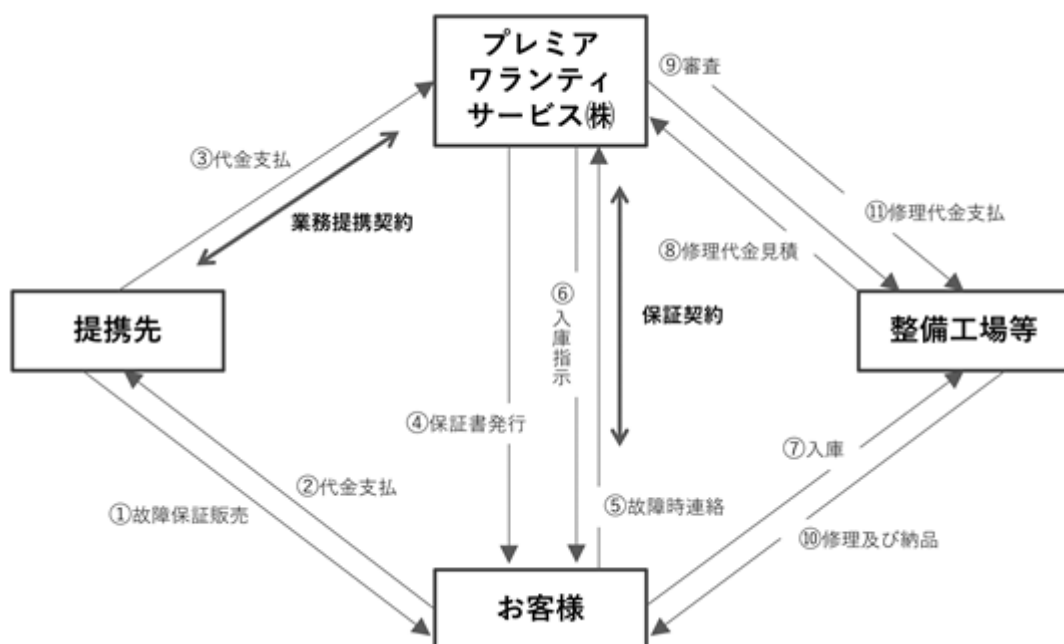 プレミア
ワランティ
サービス㈱
⑨審査
③代金支払
⑪修理代金支払
業務提携契約
⑧修理代金見積
⑥入庫指示
保証契約
提携先
整備工場等
④保証書発行
⑦入庫
②代金支払
⑤故障時連絡
①故障保証販売
⑩修理及び納品
お客様